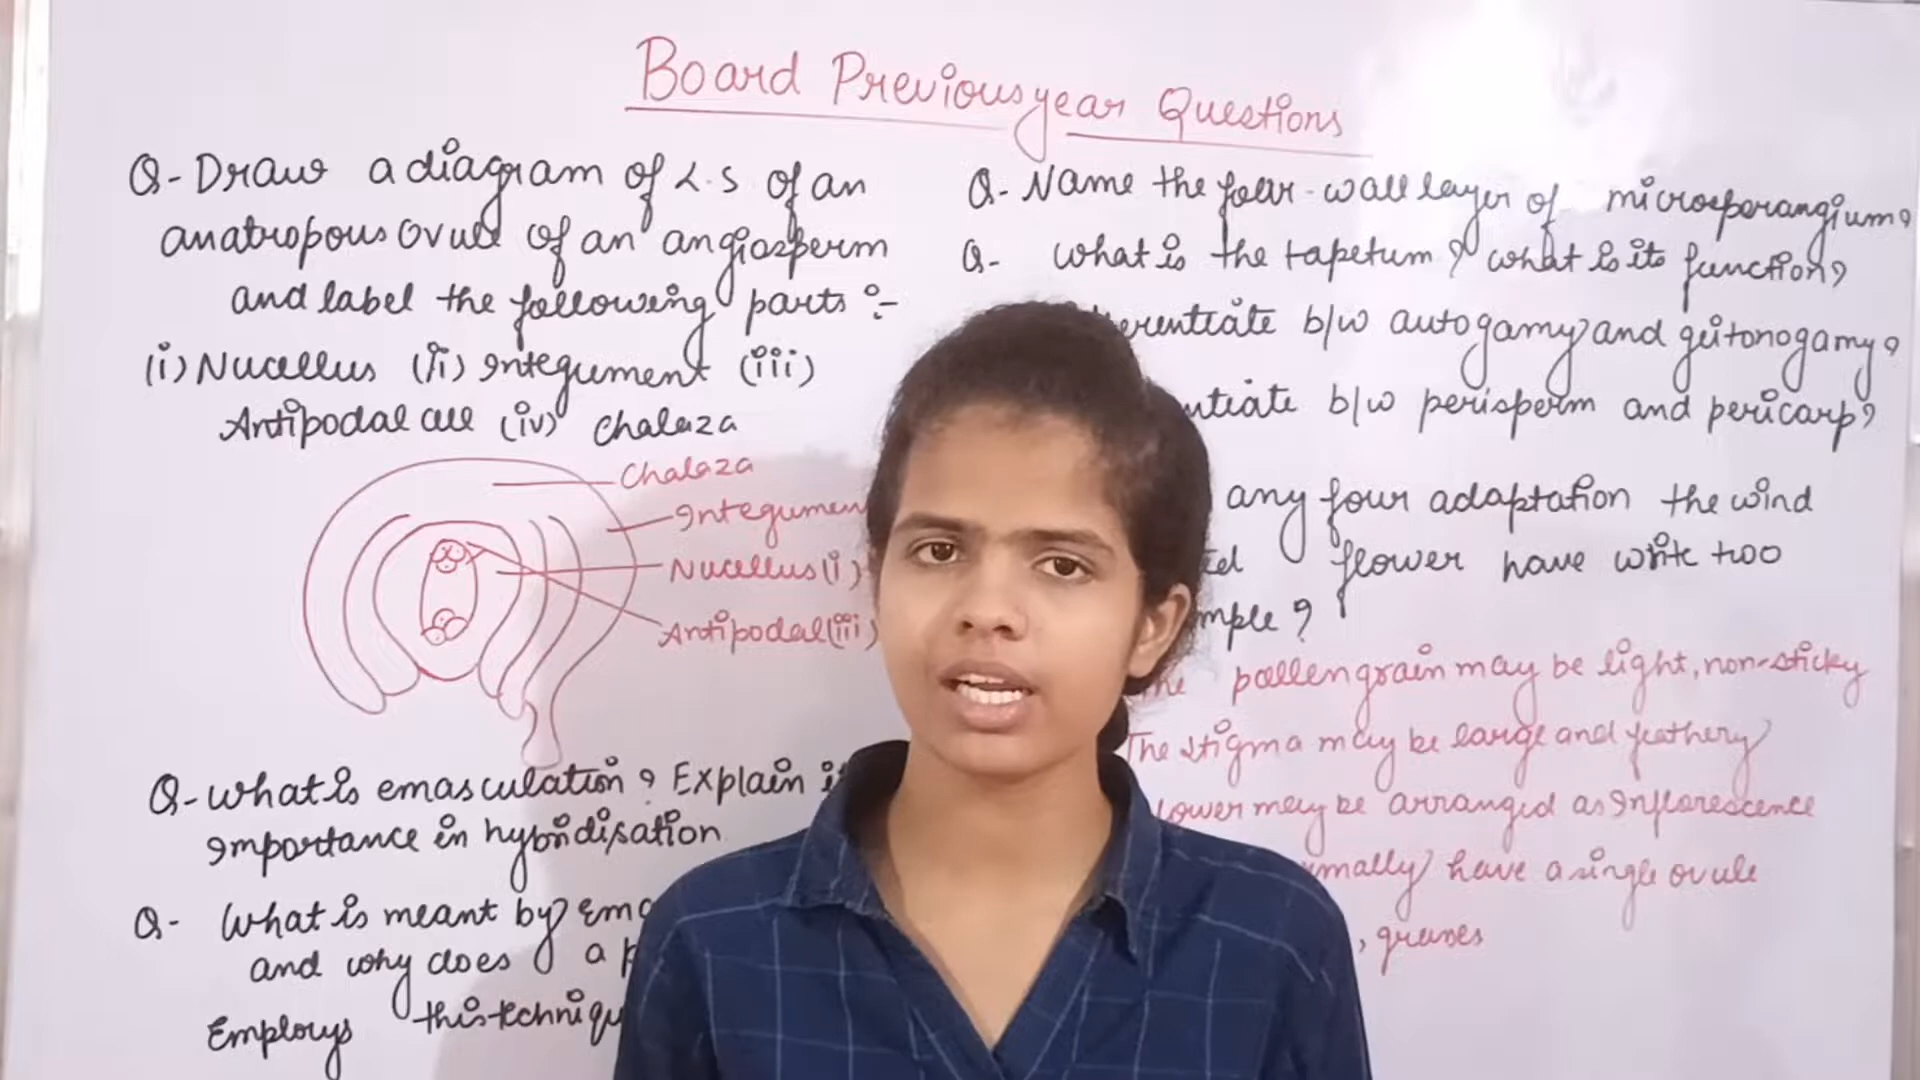 Board Previous year Questions
Q- Draw a diagram of L.S of an
anatropous ovule of an angiosperm
and label the following parts :-
(i) Nucellus (ii) Integument (iii)
Antipodal cell (iv) Chalaza
Chalaza
Integumen
Nucellus (i)
Antipodal (iii)
Q- What is emasculation ? Explain
importance in hybridisation
Q- What is meant by
and why does a
Employs this techniqu
Q- Name the four wall layer of microsporangium?
Q- what is the tapetum ? what is its function?
erentiate b/w autogamy and geitonogamy?
ntiate b/w perisperm and pericarp?
any four adaptation the wind
flower have write two
mple ?
pollengrain may be light, non-sticky
The stigma may be large and feathery
lower may be arranged as Inflorescence
mally have a single ovule